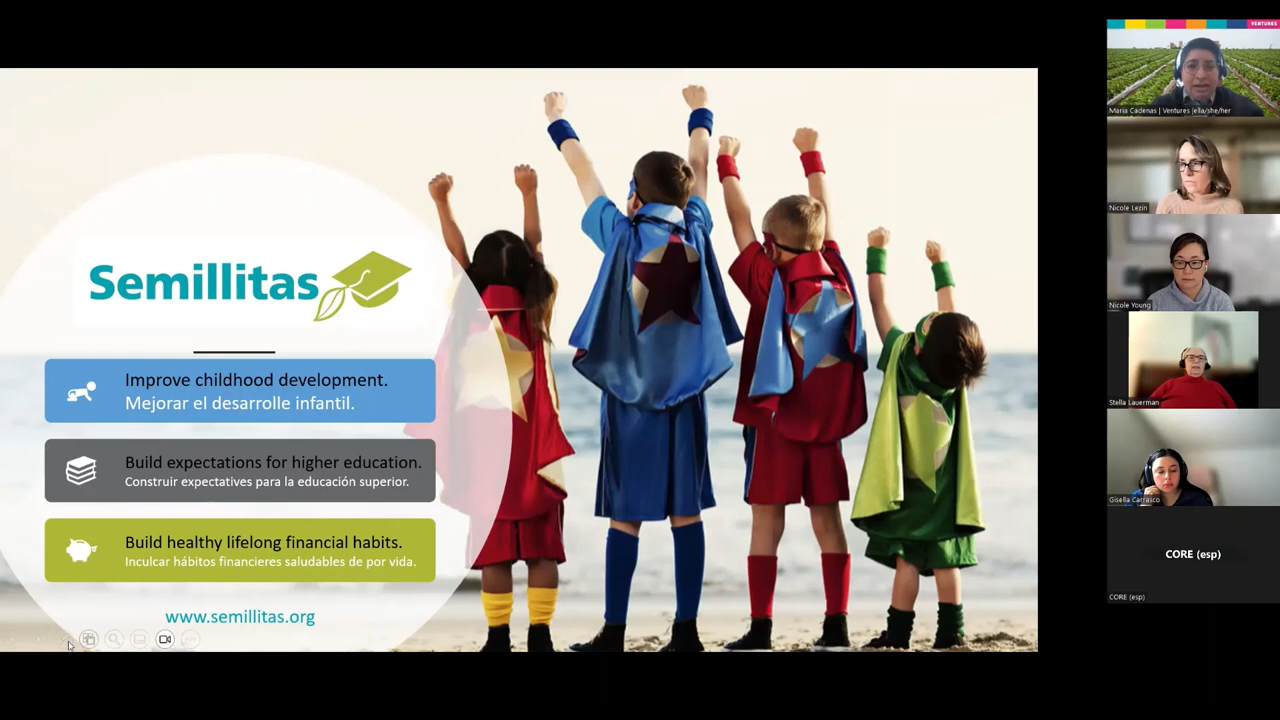 Semillitas
Improve childhood development.
Mejorar el desarrolle infantil.
Build expectations for higher education.
Construir expectatives para la educación superior.
Build healthy lifelong financial habits.
Inculcar hábitos financieres saludables de por vida.
www.semillitas.org
VENTURES
Maria Cadenas | Ventures |ella/she/her
Nicole Lezin
Nicole Young
Stella Lauerman
Gisella Carrasco
CORE (esp)
CORE (esp)